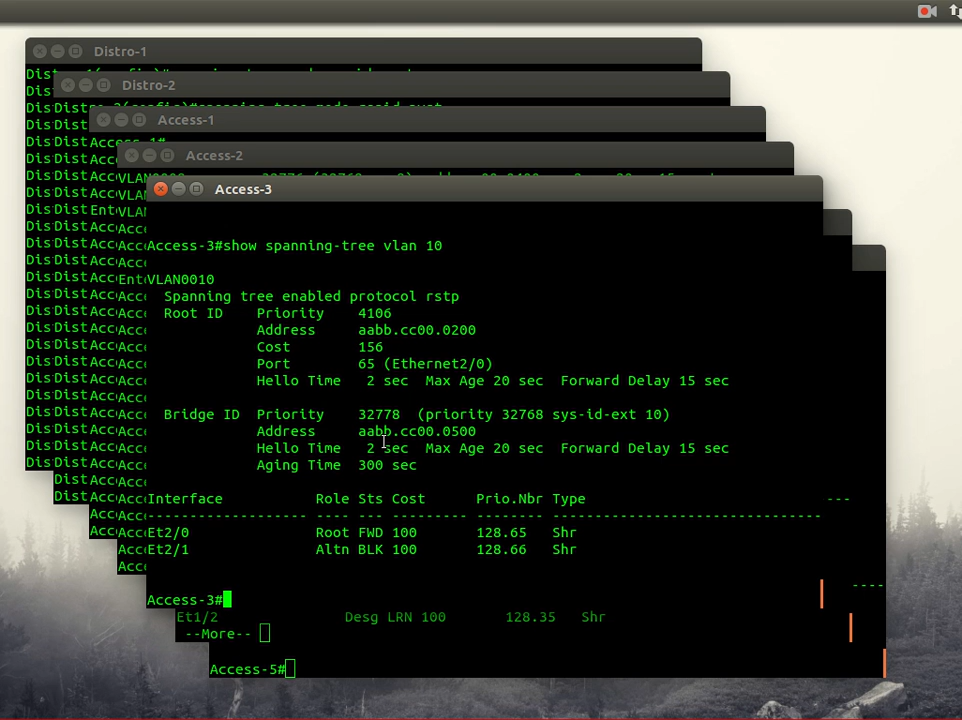 Distro-1
Distro-2
Access-1
Access-1#
Access-2
Access-3
Access-3#show spanning-tree vlan 10
VLAN0010
Spanning tree enabled protocol rstp
Root ID Priority 4106
Address aabb.cc00.0200
Cost 156
Port 65 (Ethernet2/0)
Hello Time 2 sec Max Age 20 sec Forward Delay 15 sec
Bridge ID Priority 32778 (priority 32768 sys-id-ext 10)
Address aabb.cc00.0500
Hello Time 2 sec Max Age 20 sec Forward Delay 15 sec
Aging Time 300 sec
Interface Role Sts Cost Prio.Nbr Type
------------------- ---- --- --------- -------- --------------------------------
Et2/0 Root FWD 100 128.65 Shr
Et2/1 Altn BLK 100 128.66 Shr
Access-3#
Et1/2 Desg LRN 100 128.35 Shr
--More--
Access-5#